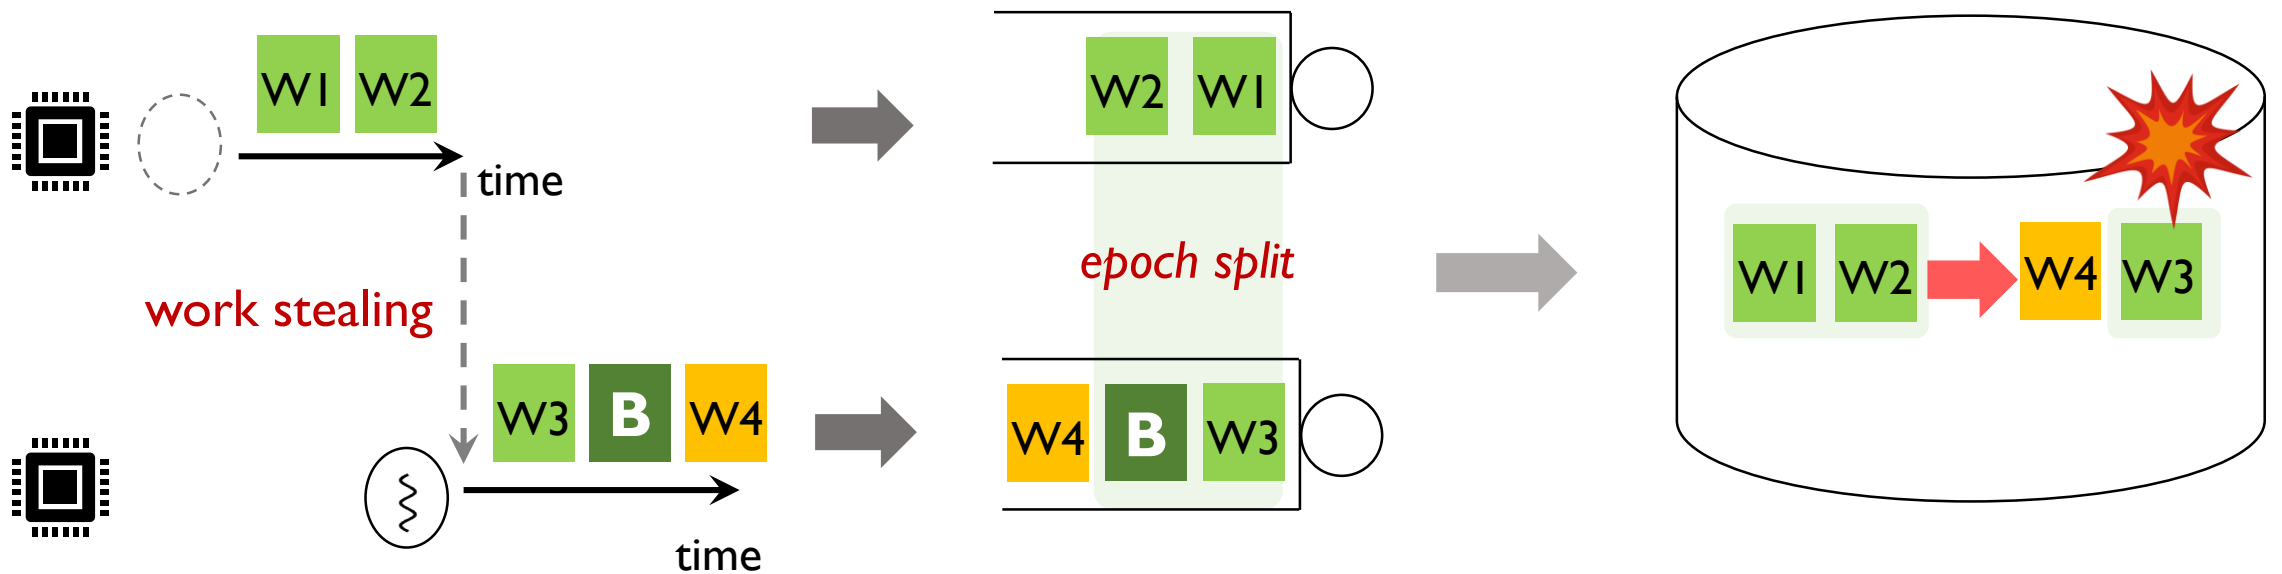 W1 W2
time
work stealing
W3 B W4
time
W2 W1
epoch split
W4 B W3
W1 W2 W4 W3